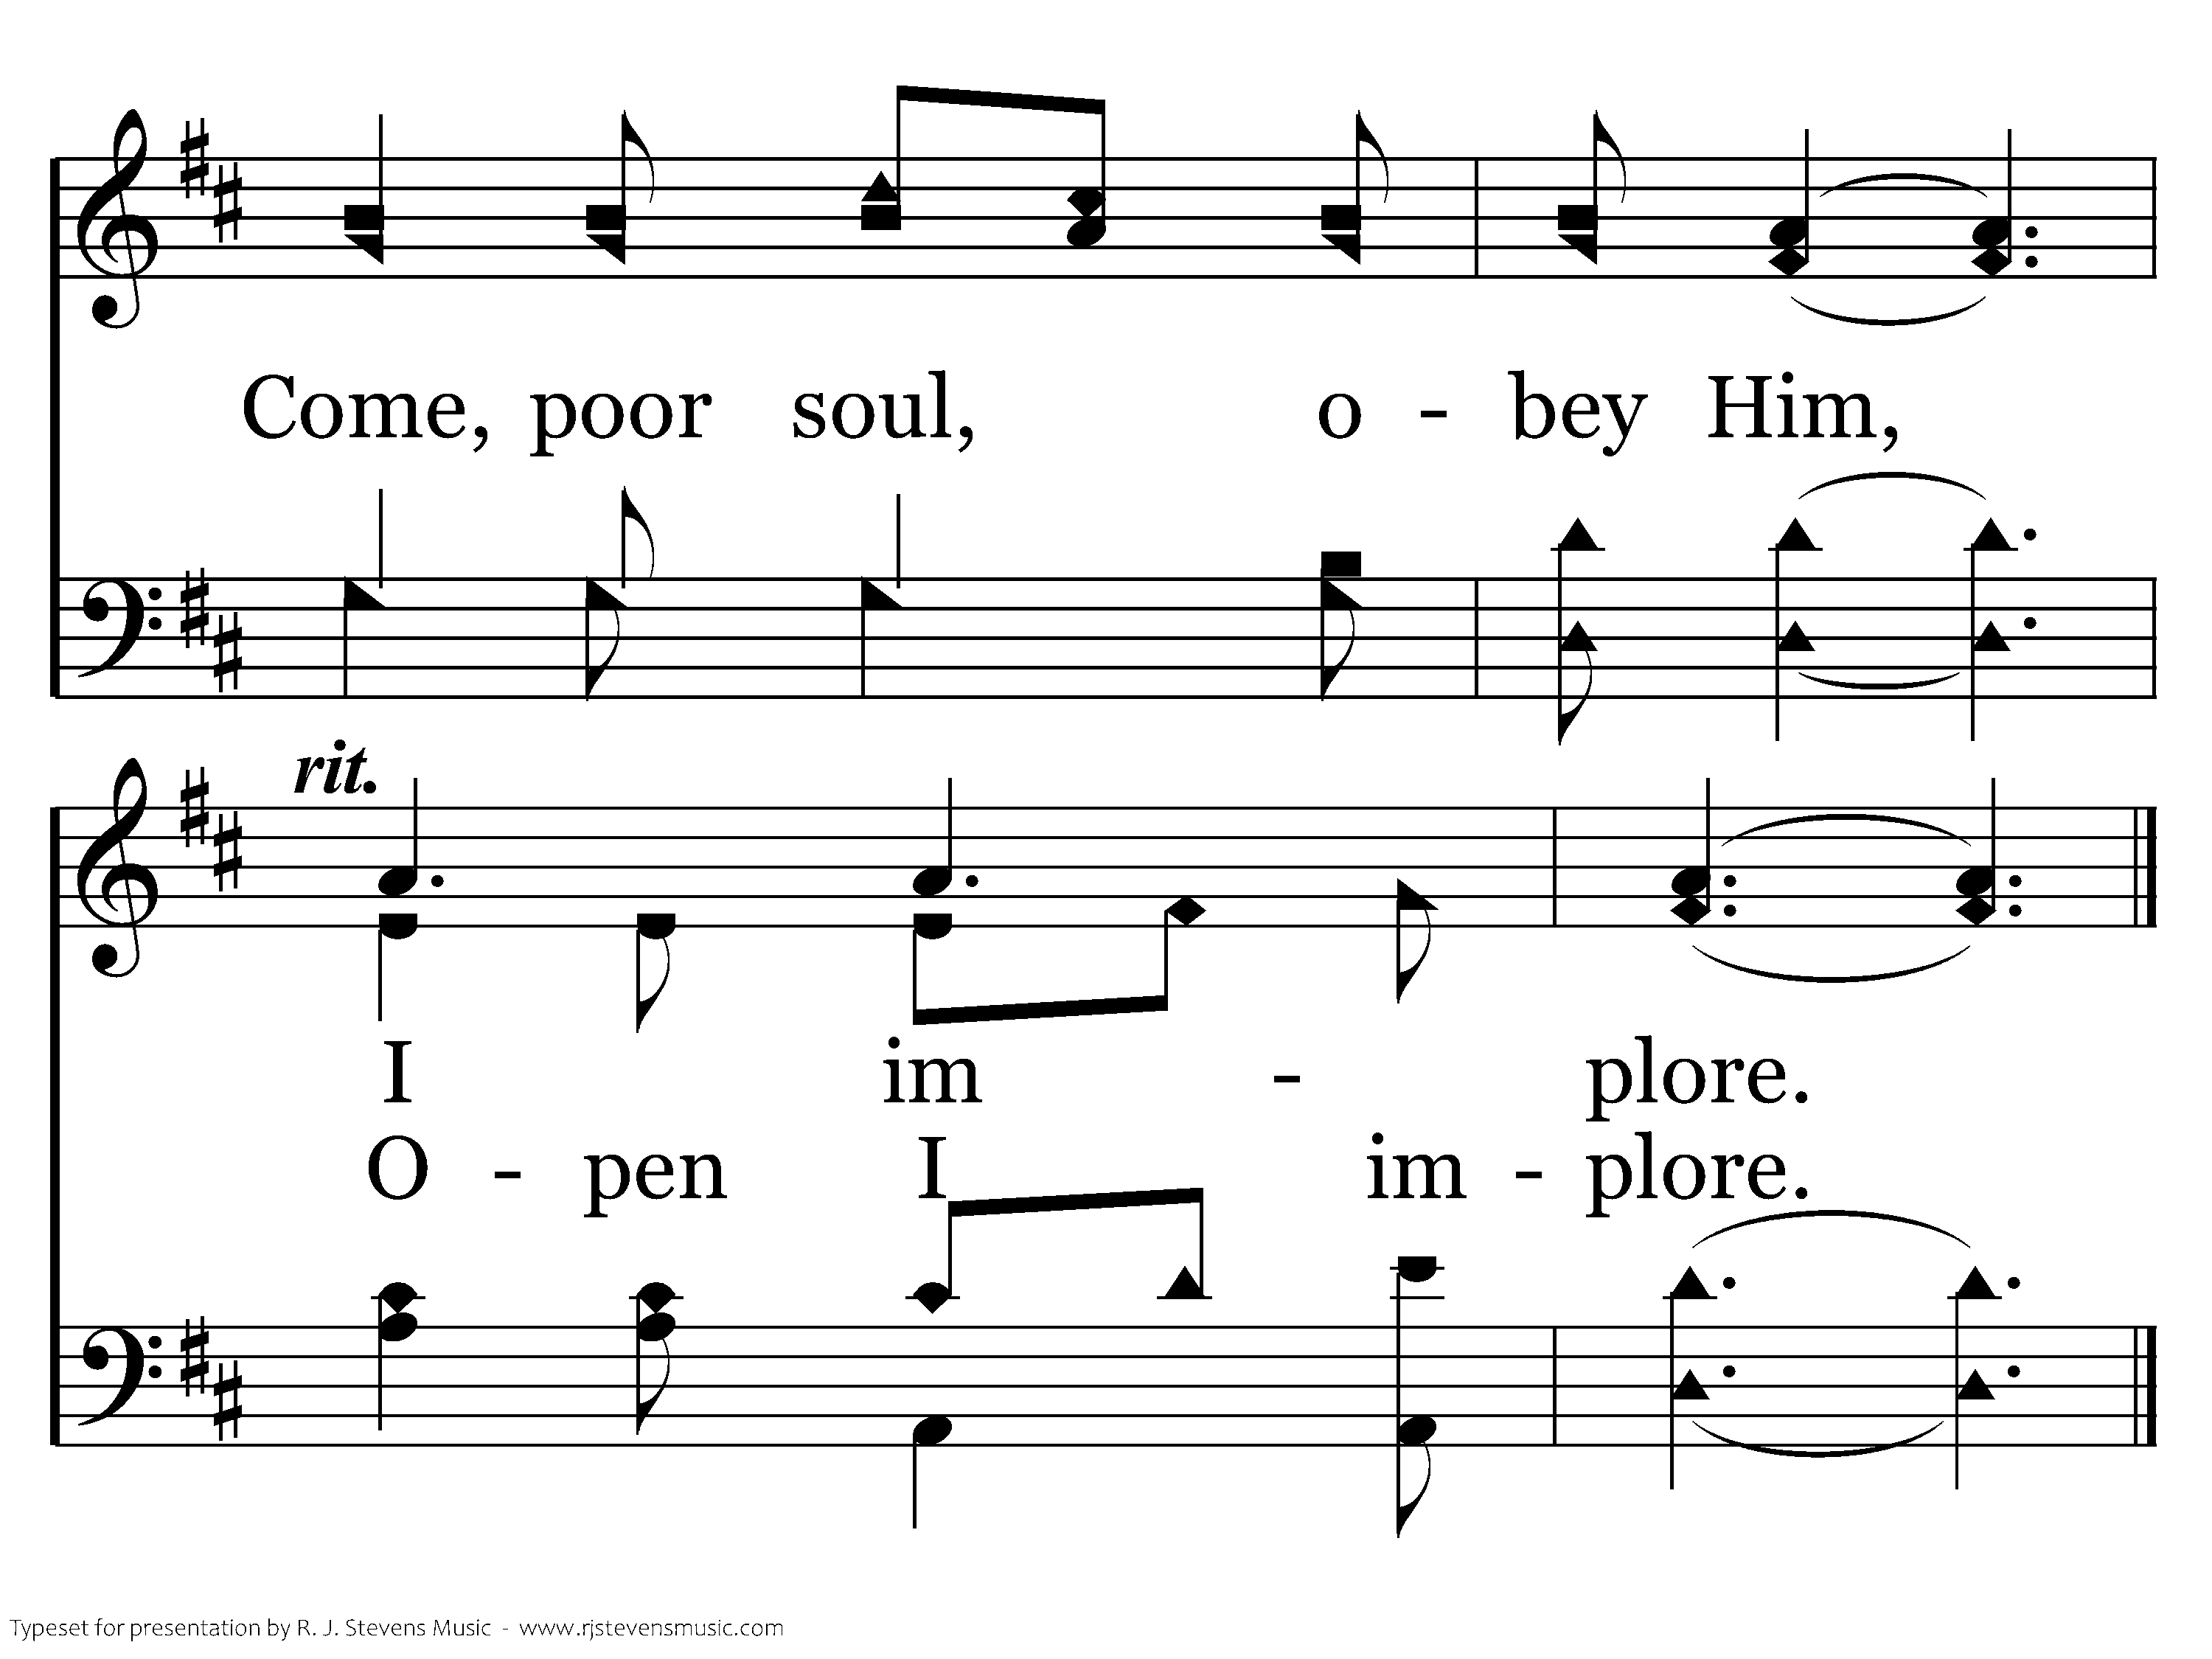 Come, poor soul, o - bey Him,
rit.
I im - plore.
O - pen I im - plore.
Typeset for presentation by R. J. Stevens Music - www.rjstevensmusic.com